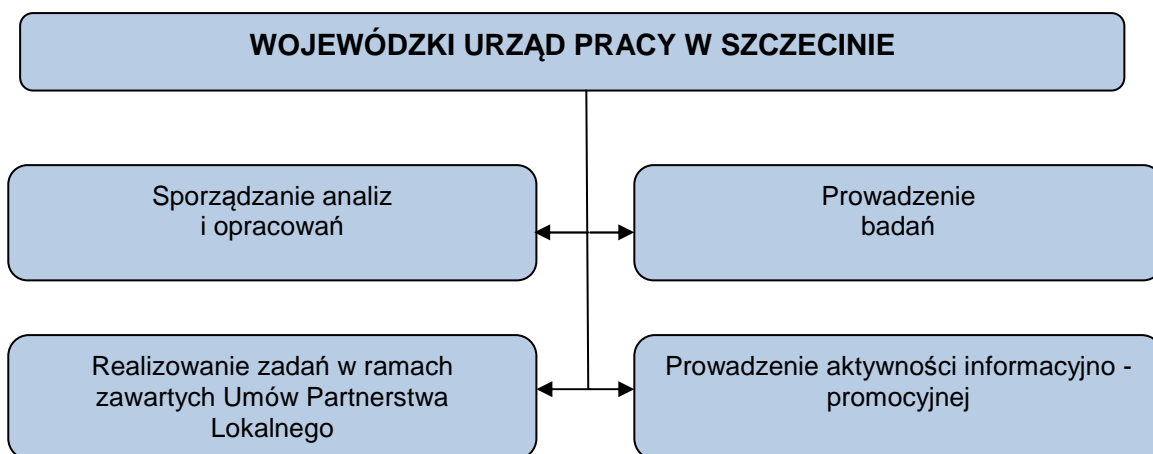 WOJEWÓDZKI URZĄD PRACY W SZCZECINIE
Sporządzanie analiz
i opracowań
Prowadzenie
badań
Realizowanie zadań w ramach
zawartych Umów Partnerstwa
Lokalnego
Prowadzenie aktywności informacyjno -
promocyjnej